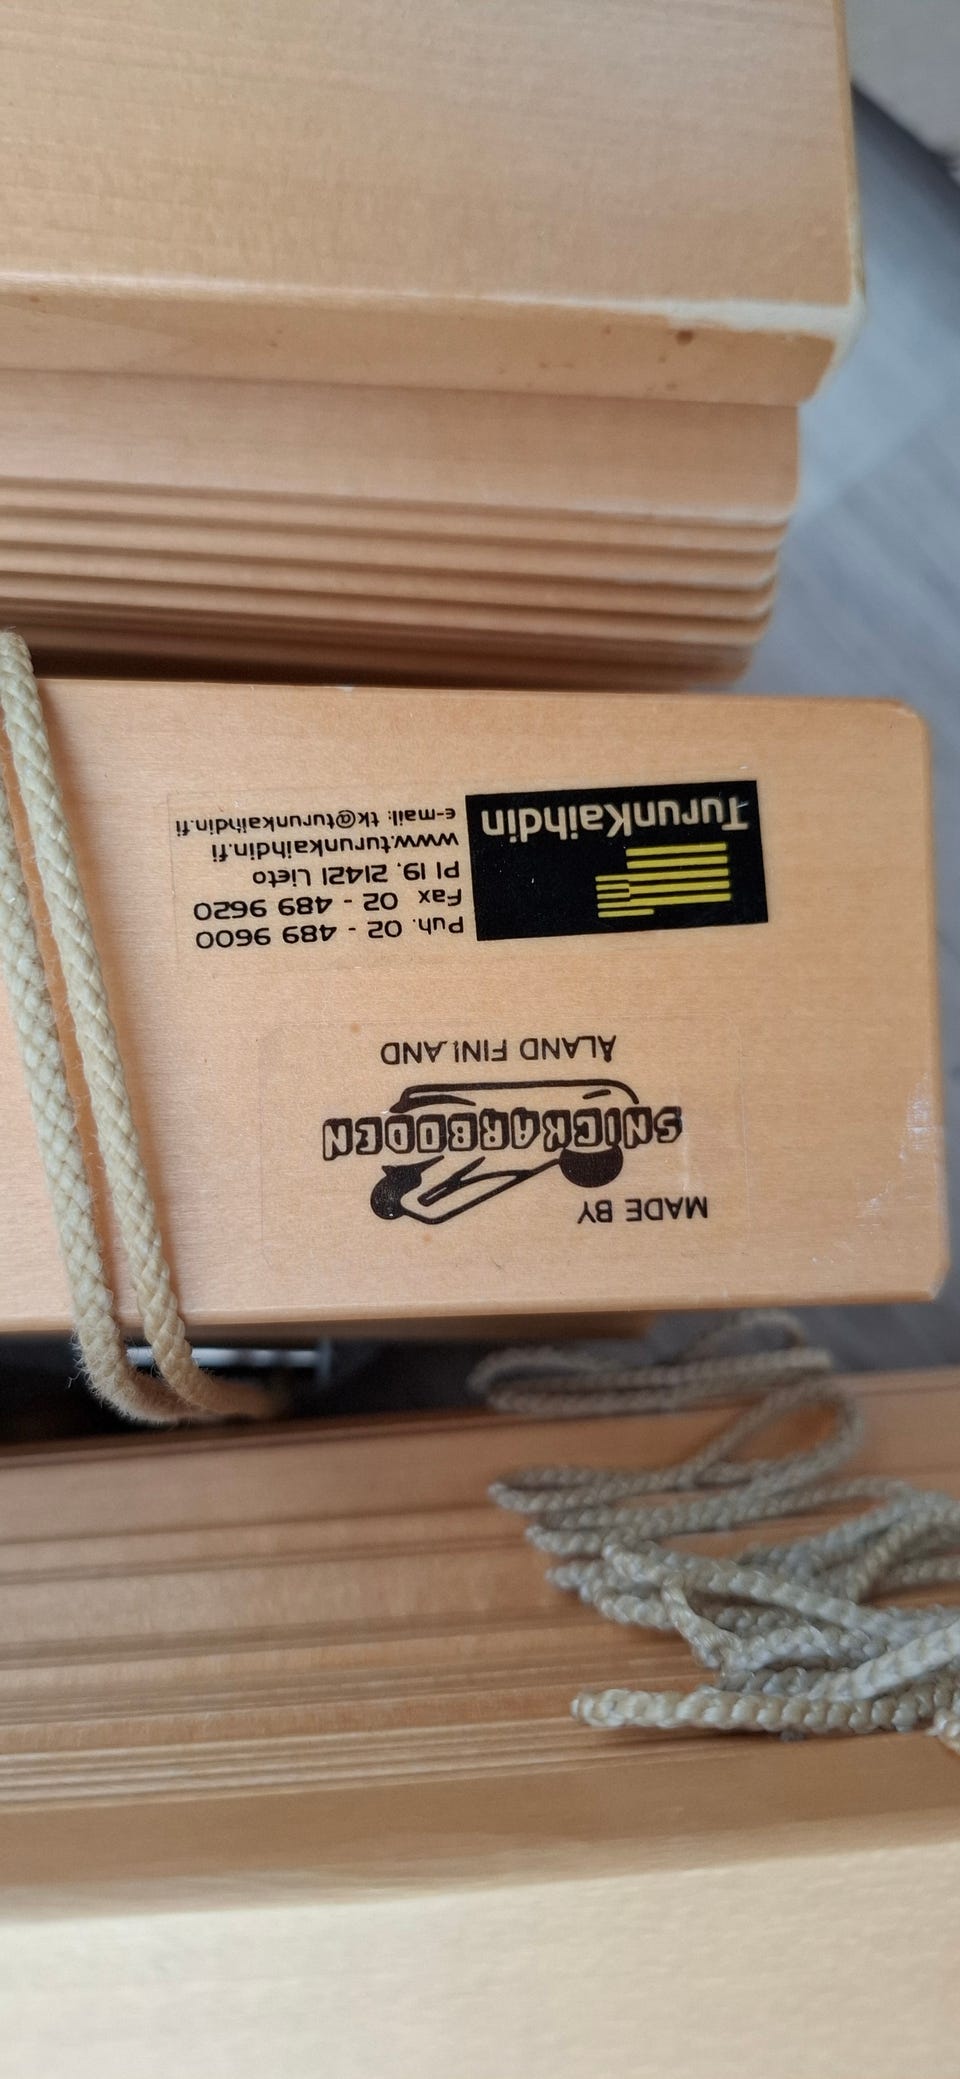 MADE BY
SNICKARBODEN
ÅLAND FINLAND
TurunKaihdin
Puh. 02 - 489 9600
Fax 02 - 489 9620
Pl 19, 21421 Lieto
www.turunkaihdin.fi
e-mail: tk@turunkaihdin.fi